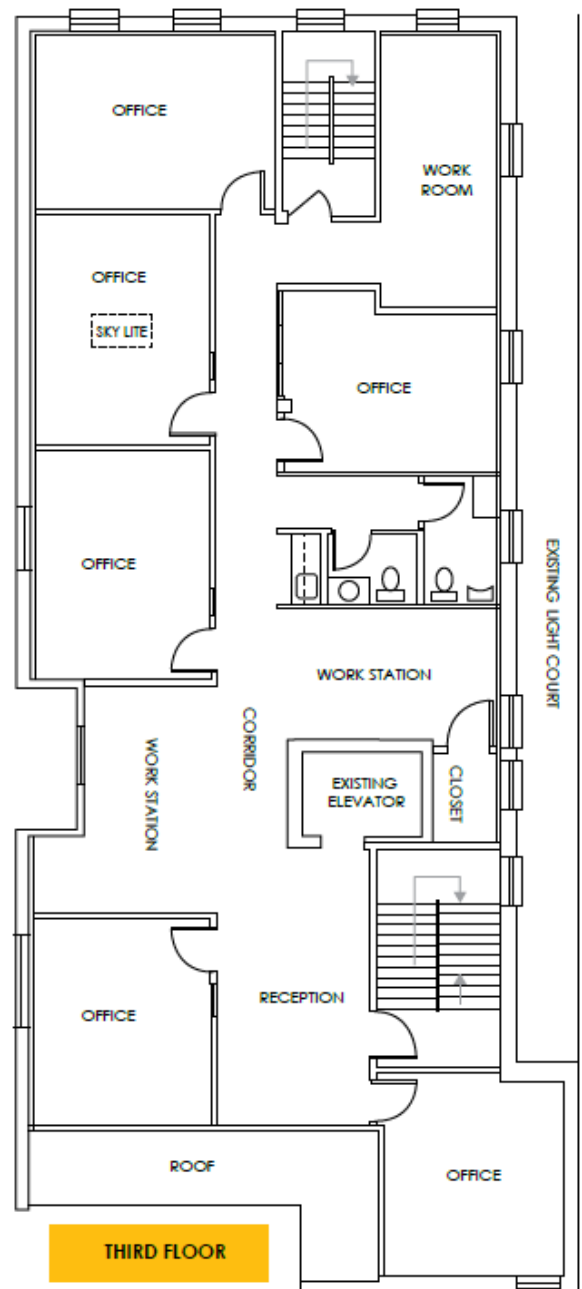 OFFICE
WORK
ROOM
OFFICE
SKY LITE
OFFICE
OFFICE
EXISTING LIGHT COURT
WORK STATION
CORRIDOR
WORK STATION
EXISTING
ELEVATOR
CLOSET
RECEPTION
OFFICE
ROOF
OFFICE
THIRD FLOOR